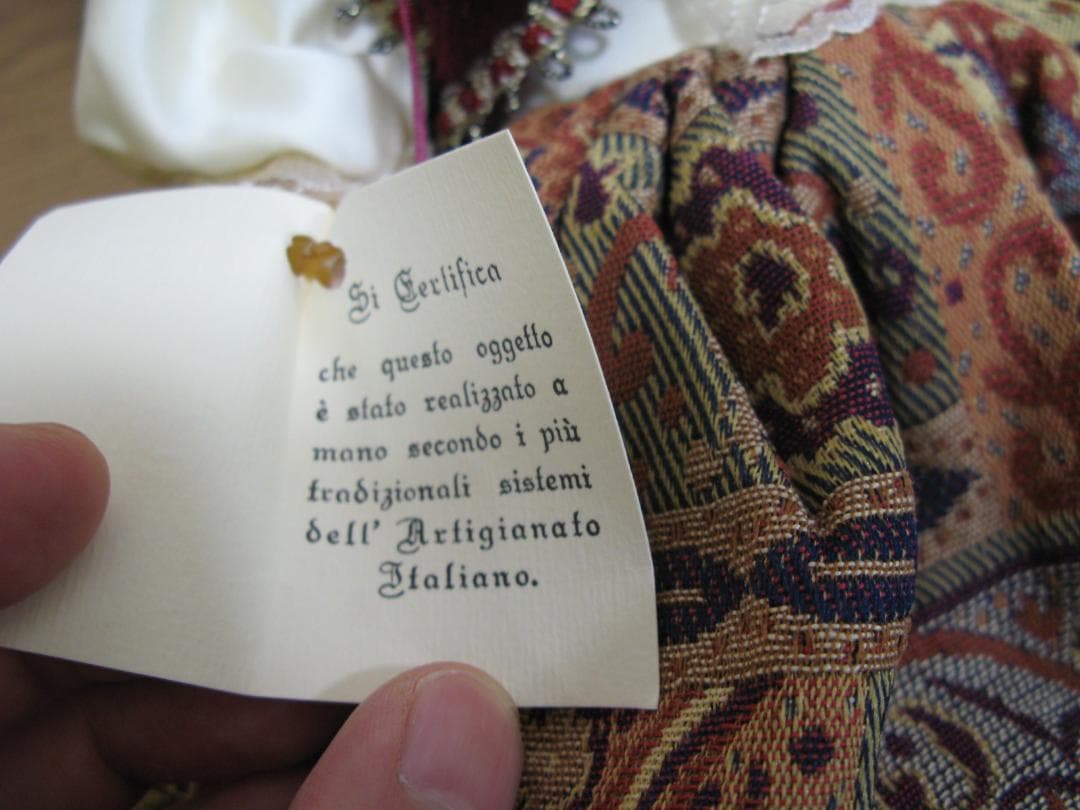 Si Certifica
che questo oggetto
è stato realizzato a
mano secondo i più
tradizionali sistemi
dell' Artigianato
Italiano.